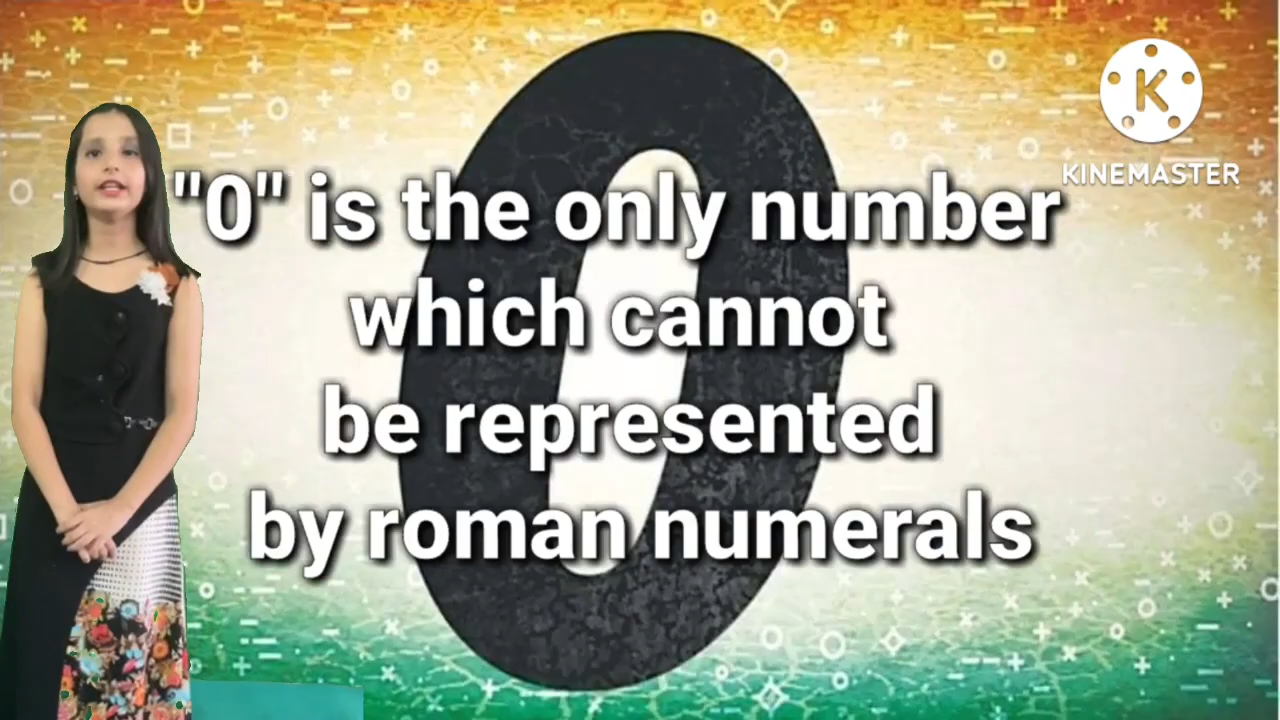 K
KINEMASTER
"0" is the only number
which cannot
be represented
by roman numerals